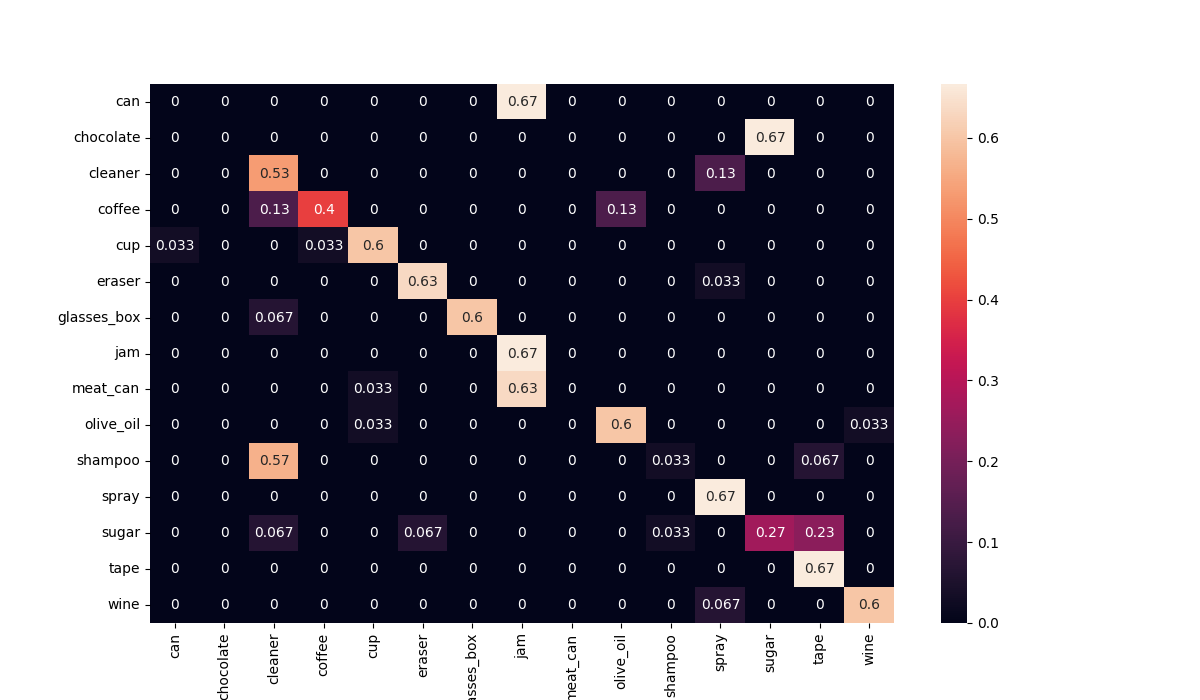 can 0 0 0 0 0 0 0 0.67 0 0 0 0 0 0 0
chocolate 0 0 0 0 0 0 0 0 0 0 0 0 0.67 0 0
cleaner 0 0 0.53 0 0 0 0 0 0 0 0 0.13 0 0 0
coffee 0 0 0.13 0.4 0 0 0 0 0 0.13 0 0 0 0 0
cup 0.033 0 0 0.033 0.6 0 0 0 0 0 0 0 0 0 0
eraser 0 0 0 0 0 0.63 0 0 0 0 0 0.033 0 0 0
glasses_box 0 0 0.067 0 0 0 0.6 0 0 0 0 0 0 0 0
jam 0 0 0 0 0 0 0 0.67 0 0 0 0 0 0 0
meat_can 0 0 0 0 0.033 0 0 0.63 0 0 0 0 0 0 0
olive_oil 0 0 0 0 0.033 0 0 0 0 0.6 0 0 0 0 0.033
shampoo 0 0 0.57 0 0 0 0 0 0 0 0.033 0 0 0.067 0
spray 0 0 0 0 0 0 0 0 0 0 0 0.67 0 0 0
sugar 0 0 0.067 0 0 0.067 0 0 0 0 0.033 0 0.27 0.23 0
tape 0 0 0 0 0 0 0 0 0 0 0 0 0 0.67 0
wine 0 0 0 0 0 0 0 0 0 0 0 0.067 0 0 0.6
can
chocolate
cleaner
coffee
cup
eraser
asses_box
jam
meat_can
olive_oil
shampoo
spray
sugar
tape
wine
0.6
0.5
0.4
0.3
0.2
0.1
0.0